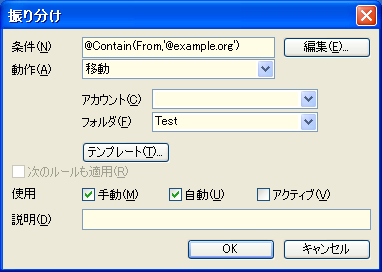 振り分け
条件(N) @Contain(From,'@example.org') 編集(E)...
動作(A) 移動
アカウント(C)
フォルダ(F) Test
テンプレート(T)...
次のルールも適用(R)
使用 手動(M) 自動(U) アクティブ(V)
説明(D)
OK キャンセル